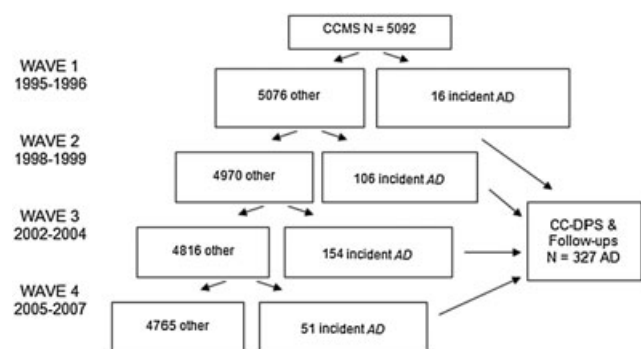 CCMS N = 5092
WAVE 1
1995-1996
5076 other
16 incident AD
WAVE 2
1998-1999
4970 other
106 incident AD
WAVE 3
2002-2004
4816 other
154 incident AD
CC-DPS &
Follow-ups
N = 327 AD
WAVE 4
2005-2007
4765 other
51 incident AD